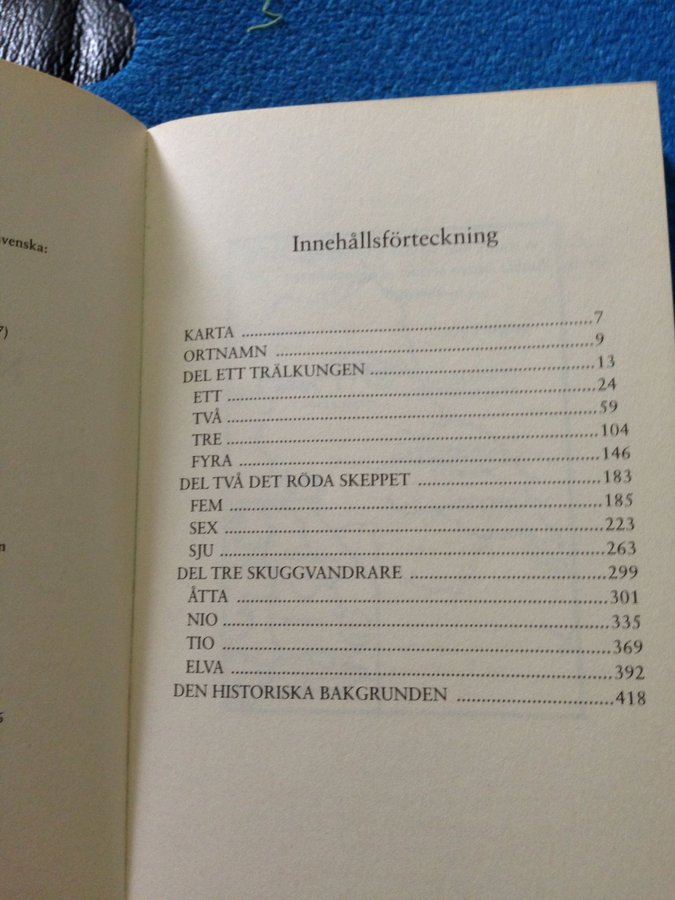 venska:
7)
n
6
Innehållsförteckning
KARTA ........ 7
ORTNAMN ........ 9
DEL ETT TRÄLKUNGEN ........ 13
ETT ........ 24
TVÅ ........ 59
TRE ........ 104
FYRA ........ 146
DEL TVÅ DET RÖDA SKEPPET ........ 183
FEM ........ 185
SEX ........ 223
SJU ........ 263
DEL TRE SKUGGVANDRARE ........ 299
ÅTTA ........ 301
NIO ........ 335
TIO ........ 369
ELVA ........ 392
DEN HISTORISKA BAKGRUNDEN ........ 418